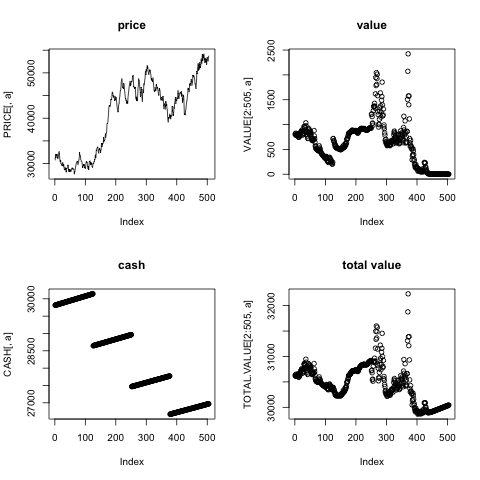 price
PRICE[, a]
30000 40000 50000
0 100 200 300 400 500
Index
value
VALUE[2:505, a]
0 500 1500 2500
0 100 200 300 400 500
Index
cash
CASH[, a]
27000 28500 30000
0 100 200 300 400 500
Index
total value
TOTAL.VALUE[2:505, a]
30000 31000 32000
0 100 200 300 400 500
Index